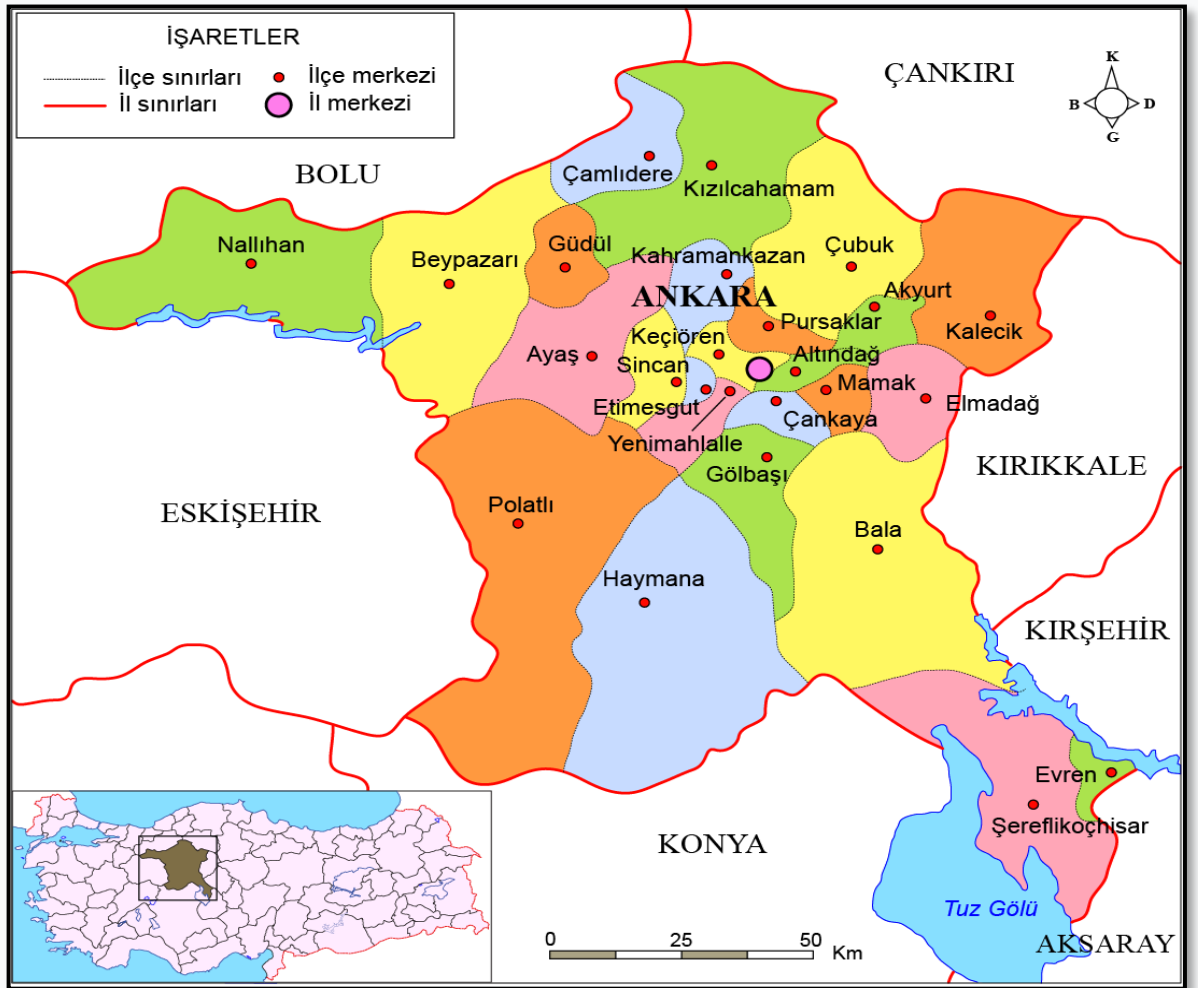 İŞARETLER
İlçe sınırları
İlçe merkezi
İl sınırları
İl merkezi
ÇANKIRI
K
B
D
G
BOLU
Çamlıdere
Kızılcahamam
Nallıhan
Beypazarı
Güdül
Kahramankazan
Çubuk
ANKARA
Akyurt
Pursaklar
Kalecik
Keçiören
Ayaş
Sincan
Altındağ
Mamak
Elmadağ
Etimesgut
Çankaya
Yenimahlalle
Gölbaşı
KIRIKKALE
ESKİŞEHİR
Polatlı
Bala
Haymana
KIRŞEHİR
Evren
Şereflikoçhisar
KONYA
Tuz Gölü
AKSARAY
0 25 50
Km